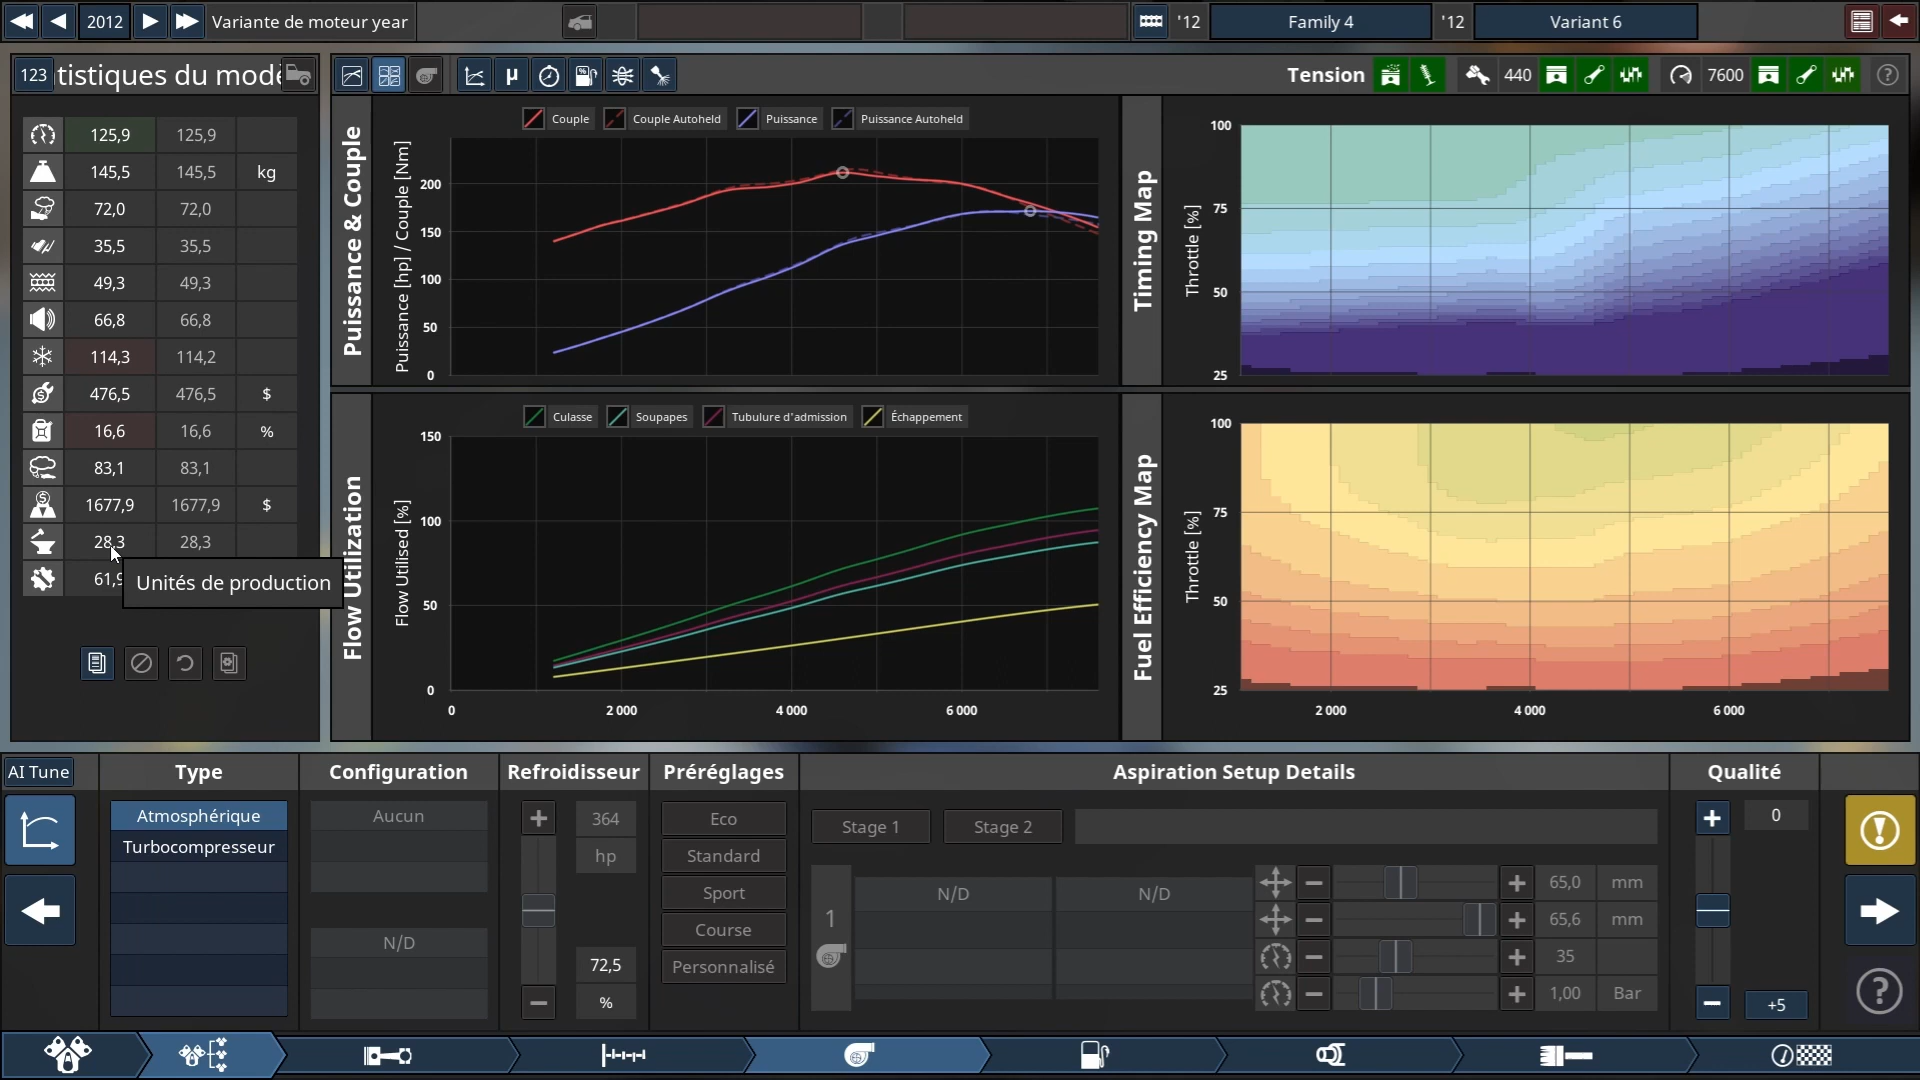 2012
Variante de moteur year
'12
Family 4
'12
Variant 6
123
tistiques du modè
125,9 125,9
145,5 145,5 kg
72,0 72,0
35,5 35,5
49,3 49,3
66,8 66,8
114,3 114,2
476,5 476,5 $
16,6 16,6 %
83,1 83,1
1677,9 1677,9 $
28,3 28,3
61,9
Unités de production
µ
Tension
440
7600
?
Puissance & Couple
Puissance [hp] / Couple [Nm]
Couple
Couple Autoheld
Puissance
Puissance Autoheld
200
150
100
50
0
Timing Map
Throttle [%]
100
75
50
25
Flow Utilization
Flow Utilised [%]
Culasse
Soupapes
Tubulure d'admission
Échappement
150
100
50
0
0
2 000
4 000
6 000
Fuel Efficiency Map
Throttle [%]
100
75
50
25
2 000
4 000
6 000
AI Tune
Type
Atmosphérique
Turbocompresseur
Configuration
Aucun
N/D
Refroidisseur
+
364
hp
72,5
%
−
Préréglages
Eco
Standard
Sport
Course
Personnalisé
Aspiration Setup Details
Stage 1
Stage 2
1
N/D
N/D
− + 65,0 mm
− + 65,6 mm
− + 35
− + 1,00 Bar
Qualité
+
0
−
+5
?